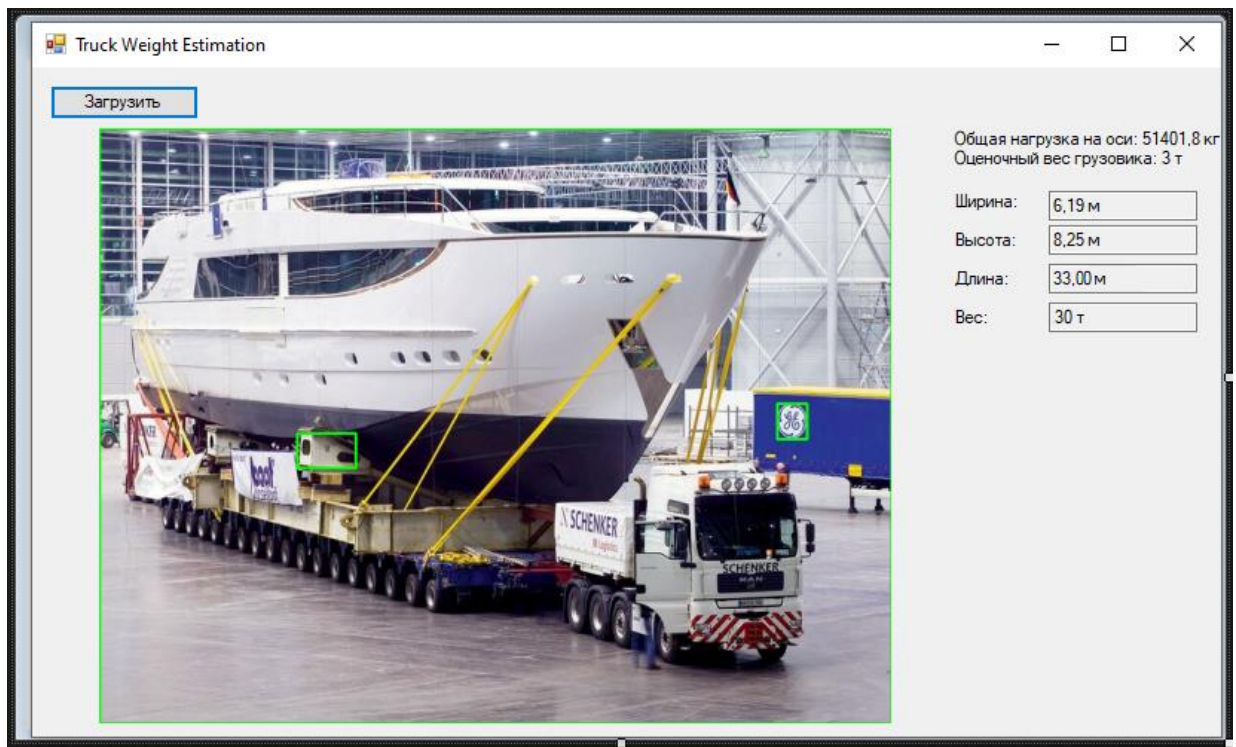 Truck Weight Estimation
Загрузить
Общая нагрузка на оси: 51401,8 кг
Оценочный вес грузовика: 3 т
Ширина: 6,19 м
Высота: 8,25 м
Длина: 33,00 м
Вес: 30 т
SCHENKER
Logistics
SCHENKER
MAN